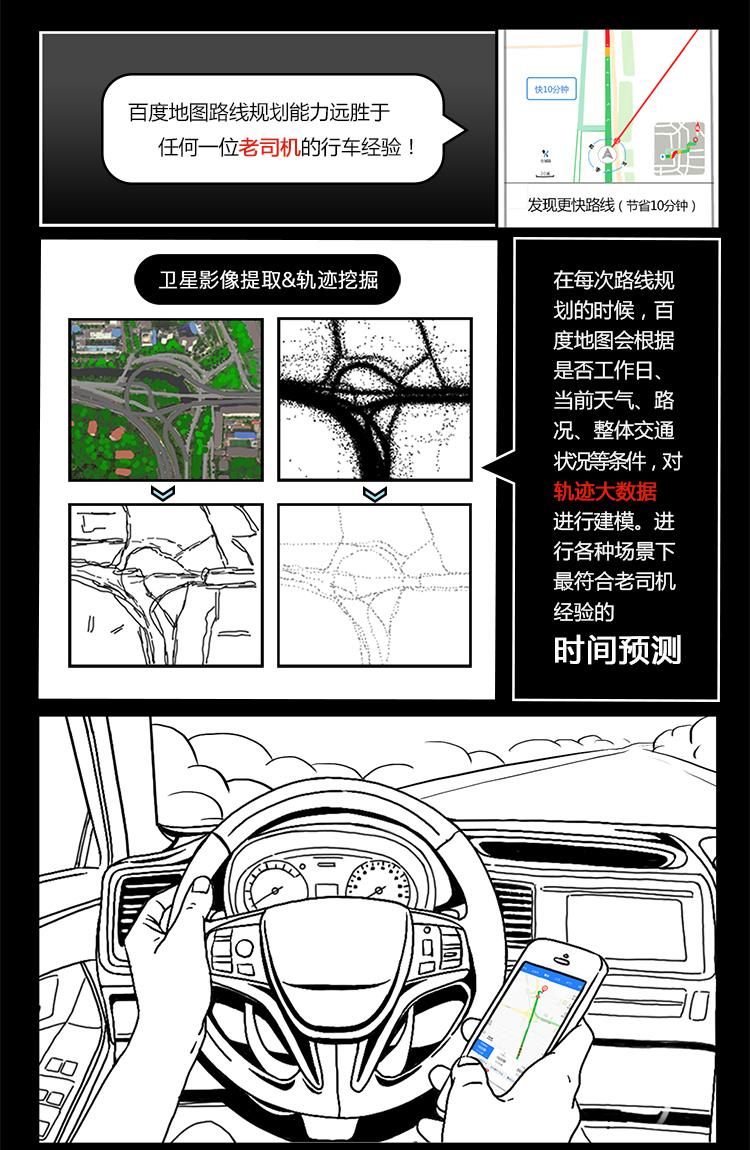 百度地图路线规划能力远胜于
任何一位老司机的行车经验！
快10分钟
发现更快路线（节省10分钟）
卫星影像提取&轨迹挖掘
在每次路线规
划的时候，百
度地图会根据
是否工作日、
当前天气、路
况、整体交通
状况等条件，对
轨迹大数据
进行建模。进
行各种场景下
最符合老司机
经验的
时间预测